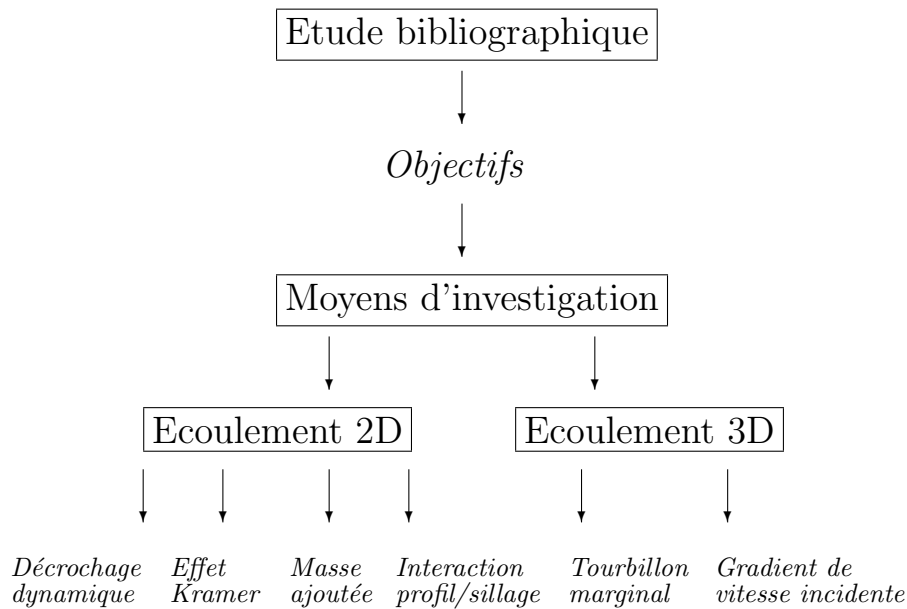 Etude bibliographique
Objectifs
Moyens d'investigation
Ecoulement 2D
Ecoulement 3D
Décrochage
dynamique
Effet
Kramer
Masse
ajoutée
Interaction
profil/sillage
Tourbillon
marginal
Gradient de
vitesse incidente